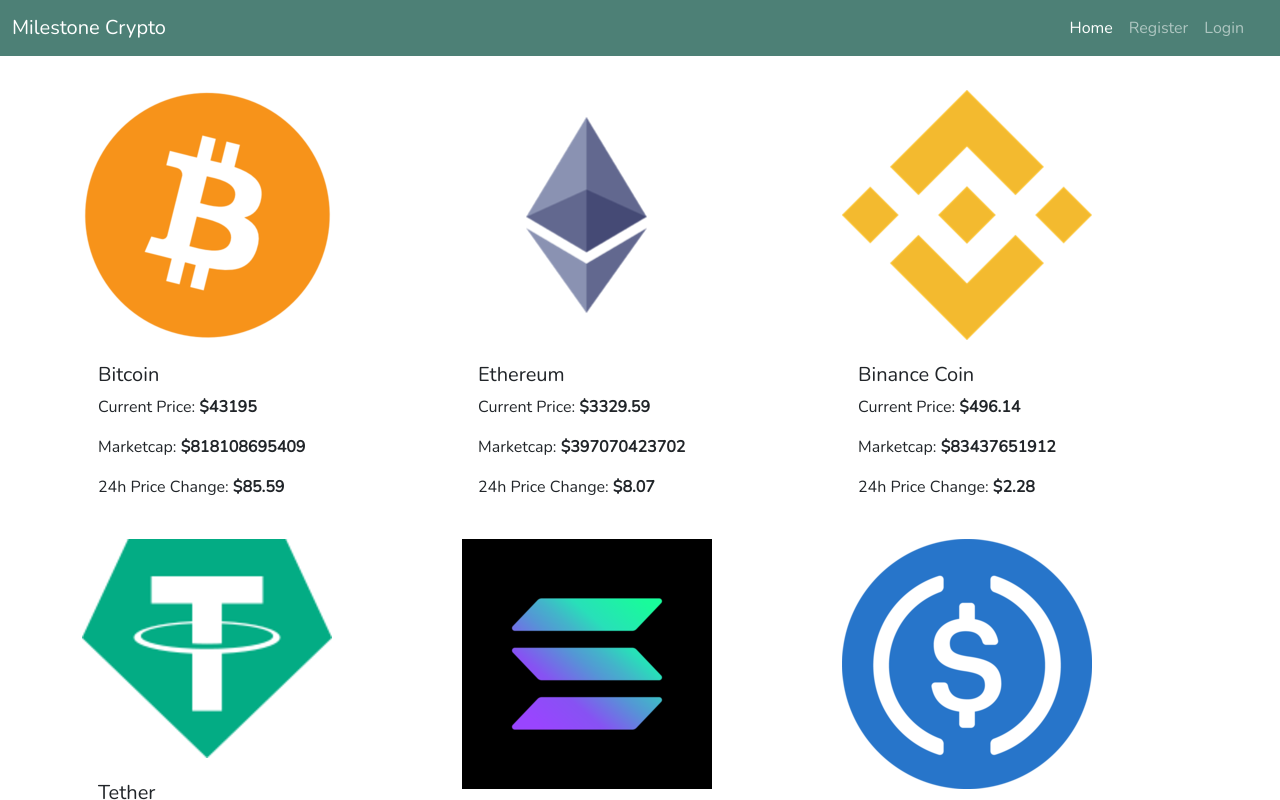 Milestone Crypto
Home Register Login
Bitcoin
Current Price: $43195
Marketcap: $818108695409
24h Price Change: $85.59
Ethereum
Current Price: $3329.59
Marketcap: $397070423702
24h Price Change: $8.07
Binance Coin
Current Price: $496.14
Marketcap: $83437651912
24h Price Change: $2.28
Tether